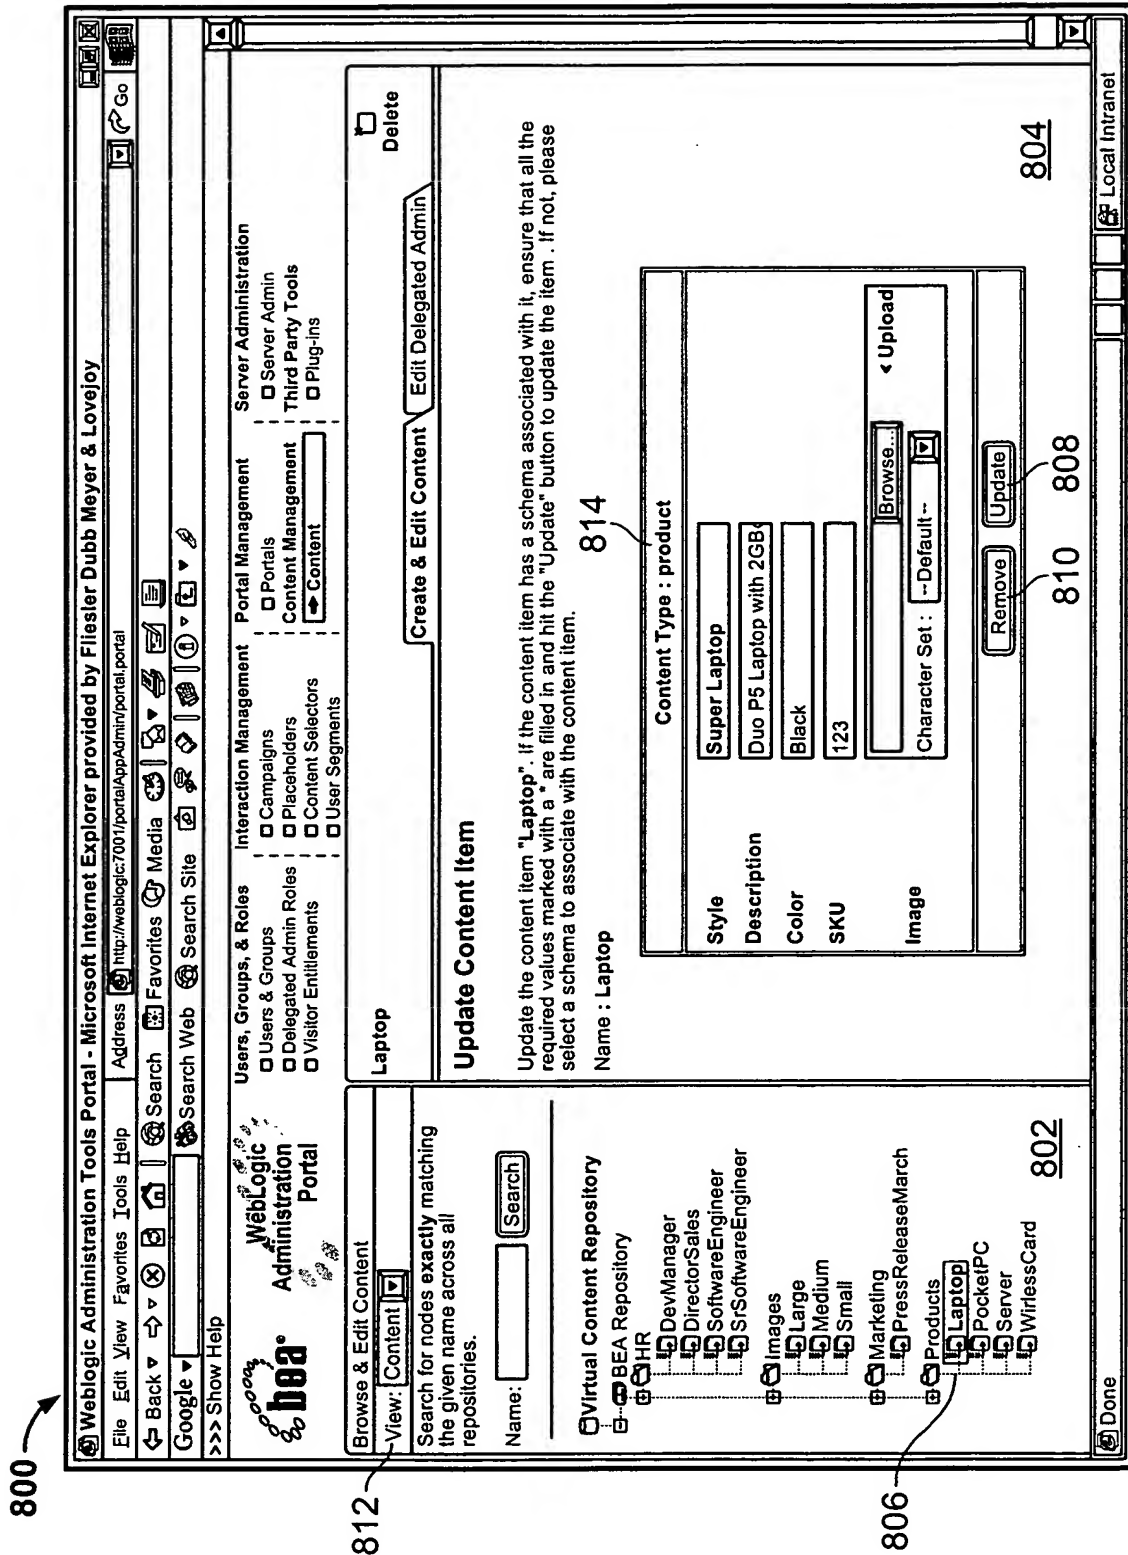 800
Weblogic Administration Tools Portal - Microsoft Internet Explorer provided by Fliesler Dubb Meyer & Lovejoy
File Edit View Favorites Tools Help
Address http://weblogic:7001/portalAppAdmin/portal.portal
Go
Back Search Favorites Media
Google Search Web Search Site
>>> Show Help
bea
WebLogic
Administration
Portal
Users, Groups, & Roles
Users & Groups
Delegated Admin Roles
Visitor Entitlements
Interaction Management
Campaigns
Placeholders
Content Selectors
User Segments
Portal Management
Portals
Content Management
Content
Server Administration
Server Admin
Third Party Tools
Plug-Ins
812
Browse & Edit Content
View: Content
Search for nodes exactly matching
the given name across all
repositories.
Name:
Search
Virtual Content Repository
BEA Repository
HR
DevManager
DirectorSales
SoftwareEngineer
SrSoftwareEngineer
Images
Large
Medium
Small
Marketing
PressReleaseMarch
Products
Laptop
PocketPC
Server
WirlessCard
806
802
Laptop
Create & Edit Content
Edit Delegated Admin
Delete
Update Content Item
Update the content item "Laptop". If the content item has a schema associated with it, ensure that all the
required values marked with a * are filled in and hit the "Update" button to update the item . If not, please
select a schema to associate with the content item.
Name : Laptop
814
Content Type : product
Style Super Laptop
Description Duo P5 Laptop with 2GB
Color Black
SKU 123
Image
Browse...
< Upload
Character Set : --Default--
Remove
Update
810
808
804
Done
Local Intranet